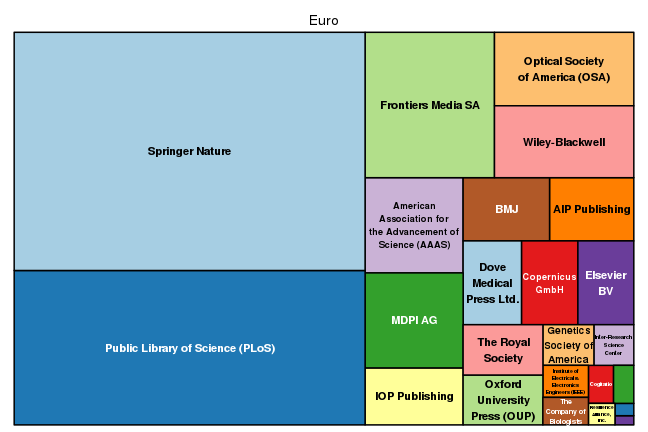 Euro
Springer Nature
Public Library of Science (PLoS)
Frontiers Media SA
Optical Society
of America (OSA)
Wiley-Blackwell
American
Association for
the Advancement of
Science (AAAS)
MDPI AG
IOP Publishing
BMJ
AIP Publishing
Dove
Medical
Press Ltd.
Copernicus
GmbH
Elsevier
BV
The Royal
Society
Oxford
University
Press (OUP)
Genetics
Society of
America
Inter-Research
Science
Center
Institute of
Electrical &
Electronics
Engineers (IEEE)
The
Company of
Biologists
Cogitatio
Resilience
Alliance,
Inc.